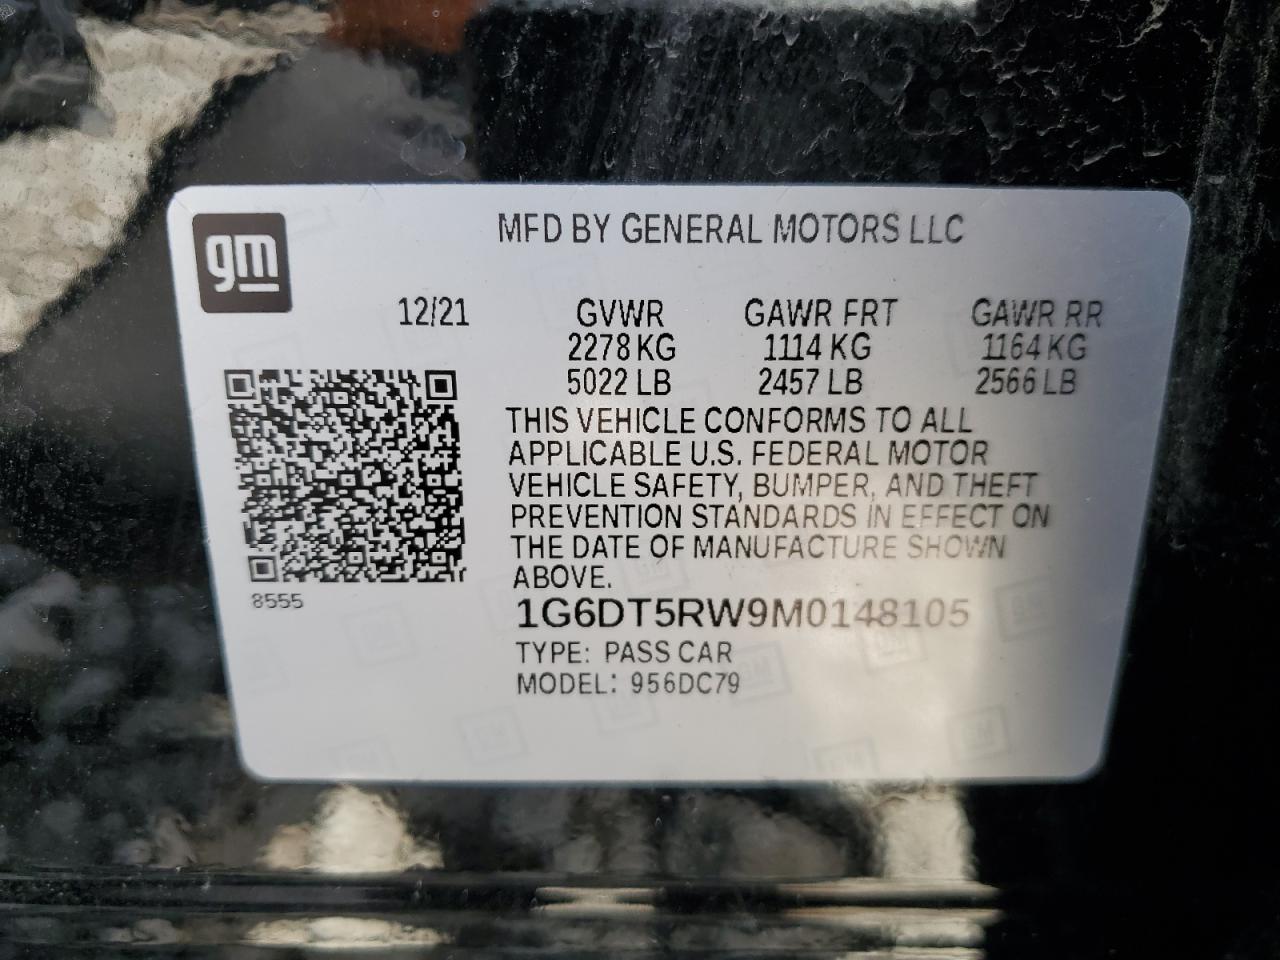 gm
MFD BY GENERAL MOTORS LLC
12/21 GVWR GAWR FRT GAWR RR
2278 KG 1114 KG 1164 KG
5022 LB 2457 LB 2566 LB
THIS VEHICLE CONFORMS TO ALL
APPLICABLE U.S. FEDERAL MOTOR
VEHICLE SAFETY, BUMPER, AND THEFT
PREVENTION STANDARDS IN EFFECT ON
THE DATE OF MANUFACTURE SHOWN
ABOVE.
8555
1G6DT5RW9M0148105
TYPE: PASS CAR
MODEL: 956DC79